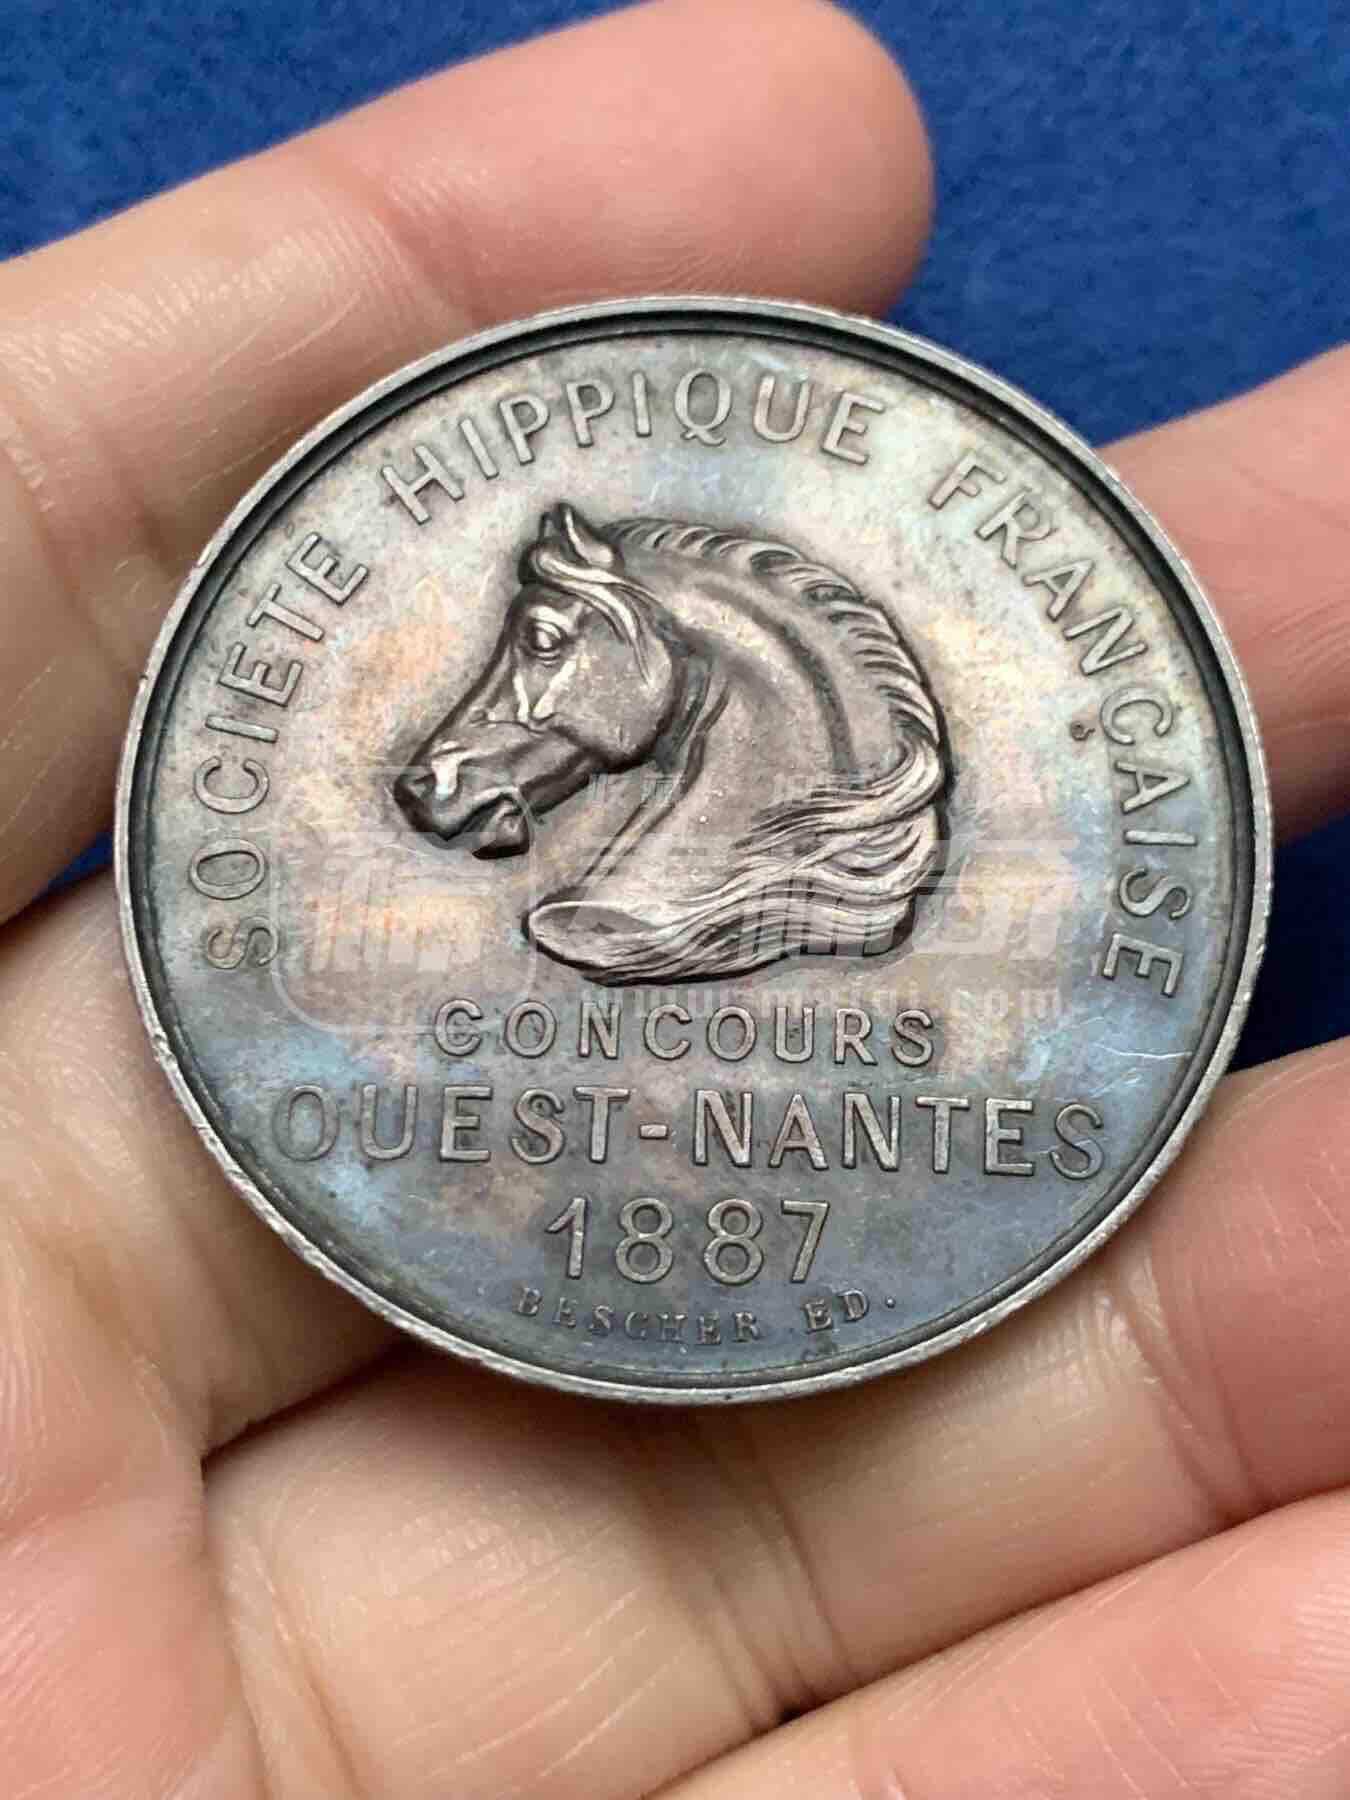 SOCIETE HIPPIQUE FRANÇAISE
CONCOURS
OUEST-NANTES
1887
BESCHER ED.